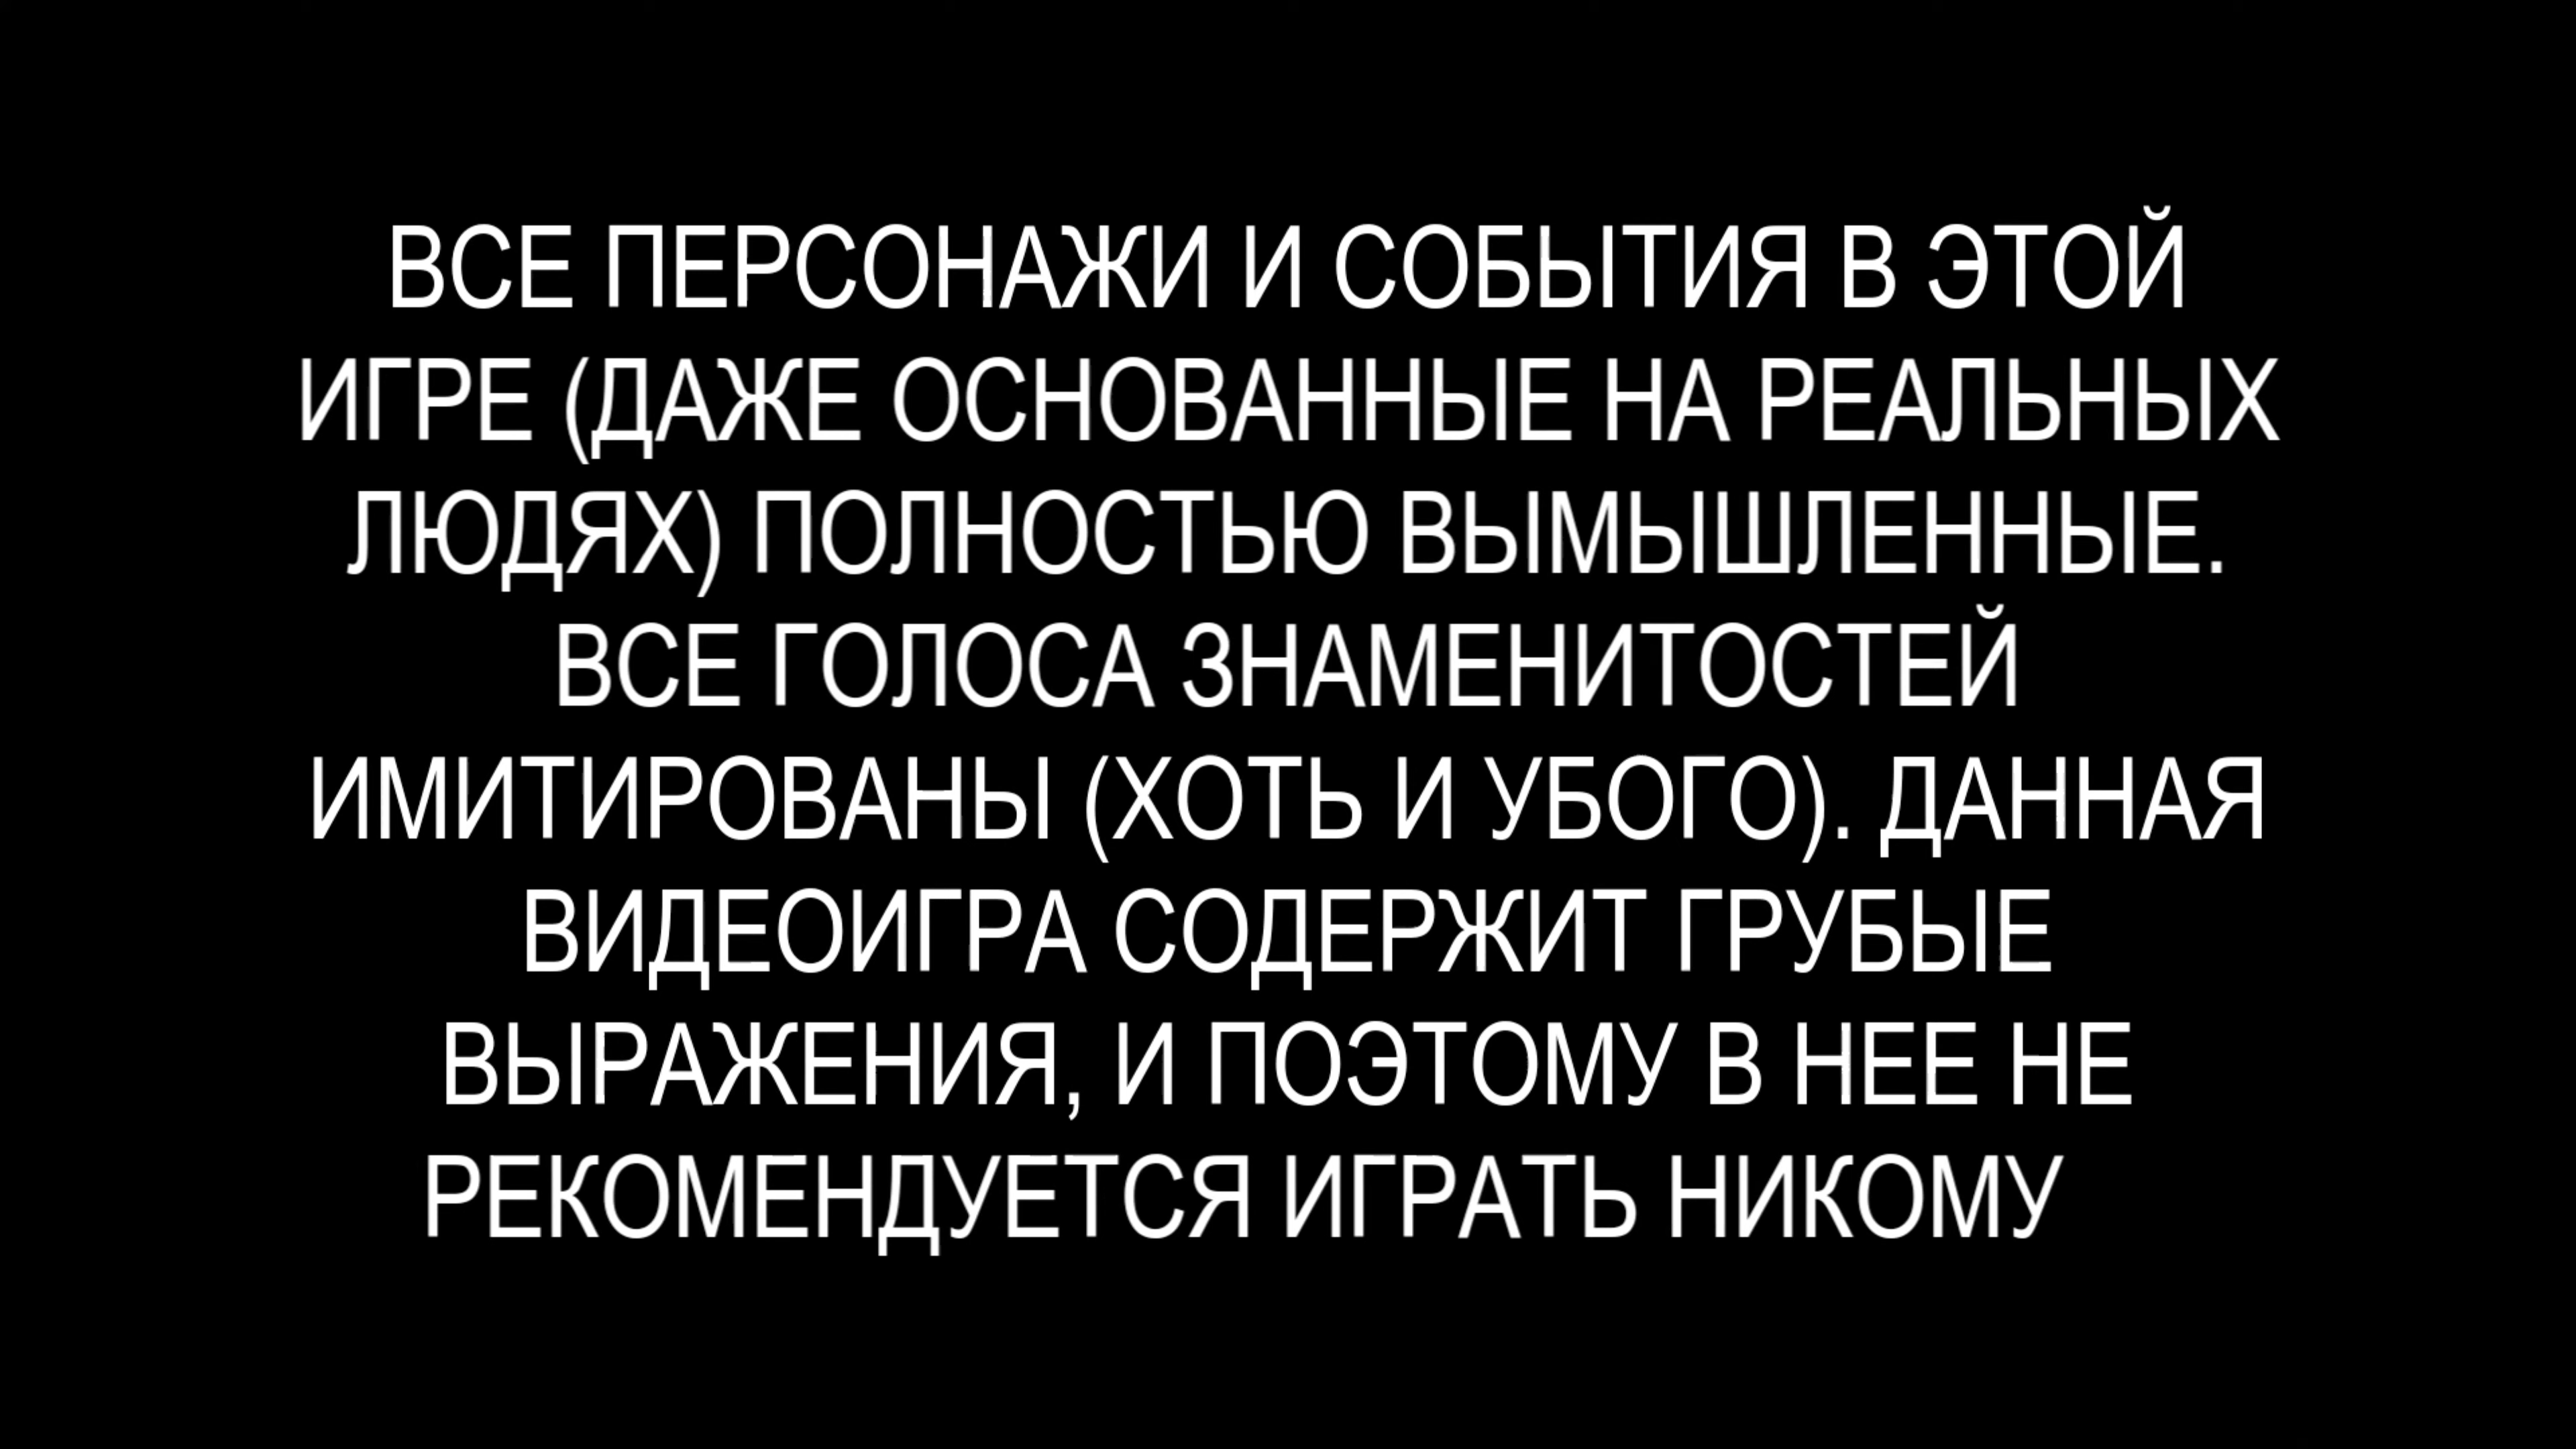 ВСЕ ПЕРСОНАЖИ И СОБЫТИЯ В ЭТОЙ
ИГРЕ (ДАЖЕ ОСНОВАННЫЕ НА РЕАЛЬНЫХ
ЛЮДЯХ) ПОЛНОСТЬЮ ВЫМЫШЛЕННЫЕ.
ВСЕ ГОЛОСА ЗНАМЕНИТОСТЕЙ
ИМИТИРОВАНЫ (ХОТЬ И УБОГО). ДАННАЯ
ВИДЕОИГРА СОДЕРЖИТ ГРУБЫЕ
ВЫРАЖЕНИЯ, И ПОЭТОМУ В НЕЕ НЕ
РЕКОМЕНДУЕТСЯ ИГРАТЬ НИКОМУ